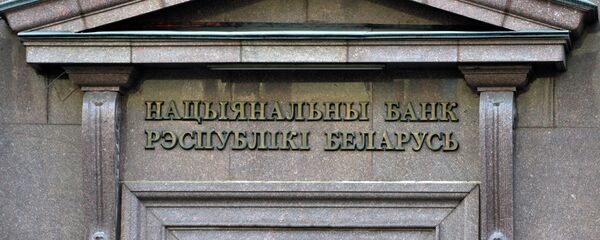 НАЦЫЯНАЛЬНЫ БАНК
РЭСПУБЛІКІ БЕЛАРУСЬ